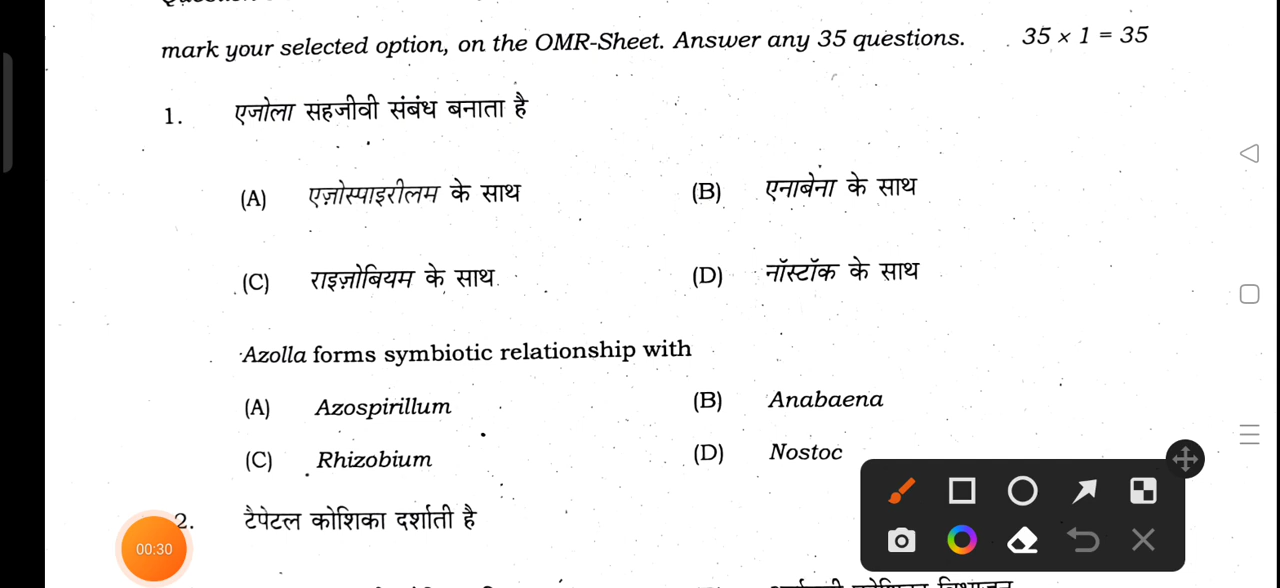 mark your selected option, on the OMR-Sheet. Answer any 35 questions. 35 × 1 = 35
1. एजोला सहजीवी संबंध बनाता है
(A) एज़ोस्पाइरीलम के साथ (B) एनाबेना के साथ
(C) राइज़ोबियम के साथ (D) नॉस्टॉक के साथ
Azolla forms symbiotic relationship with
(A) Azospirillum (B) Anabaena
(C) Rhizobium (D) Nostoc
2. टैपेटल कोशिका दर्शाती है
00:30